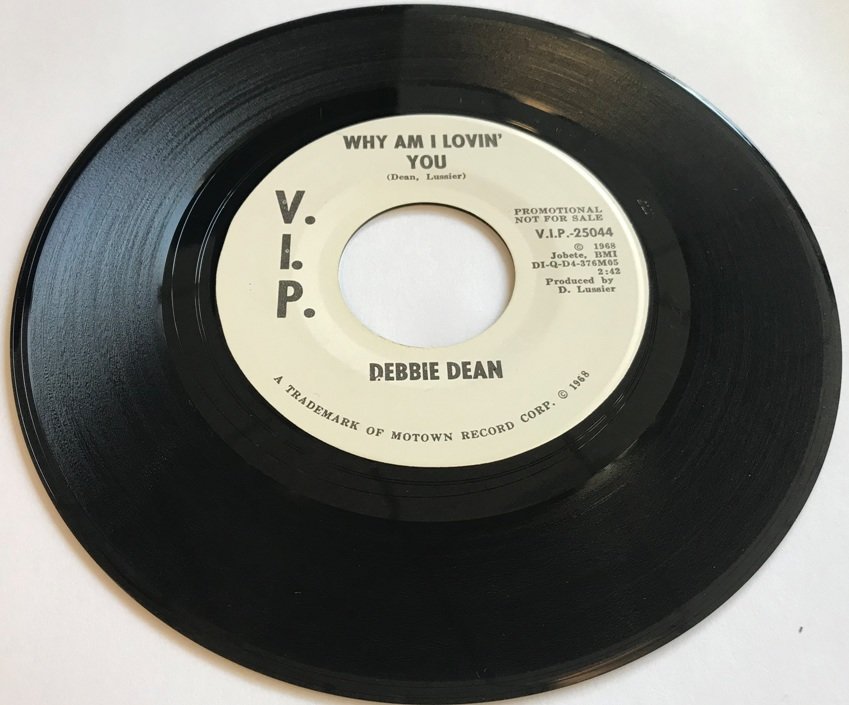 WHY AM I LOVIN'
YOU
(Dean, Lussier)
V.
I.
P.
PROMOTIONAL
NOT FOR SALE
V.I.P.-25044
© 1968
Jobete, BMI
DI-Q-D4-376M05
2:42
Produced by
D. Lussier
DEBBIE DEAN
A TRADEMARK OF MOTOWN RECORD CORP. © 1968